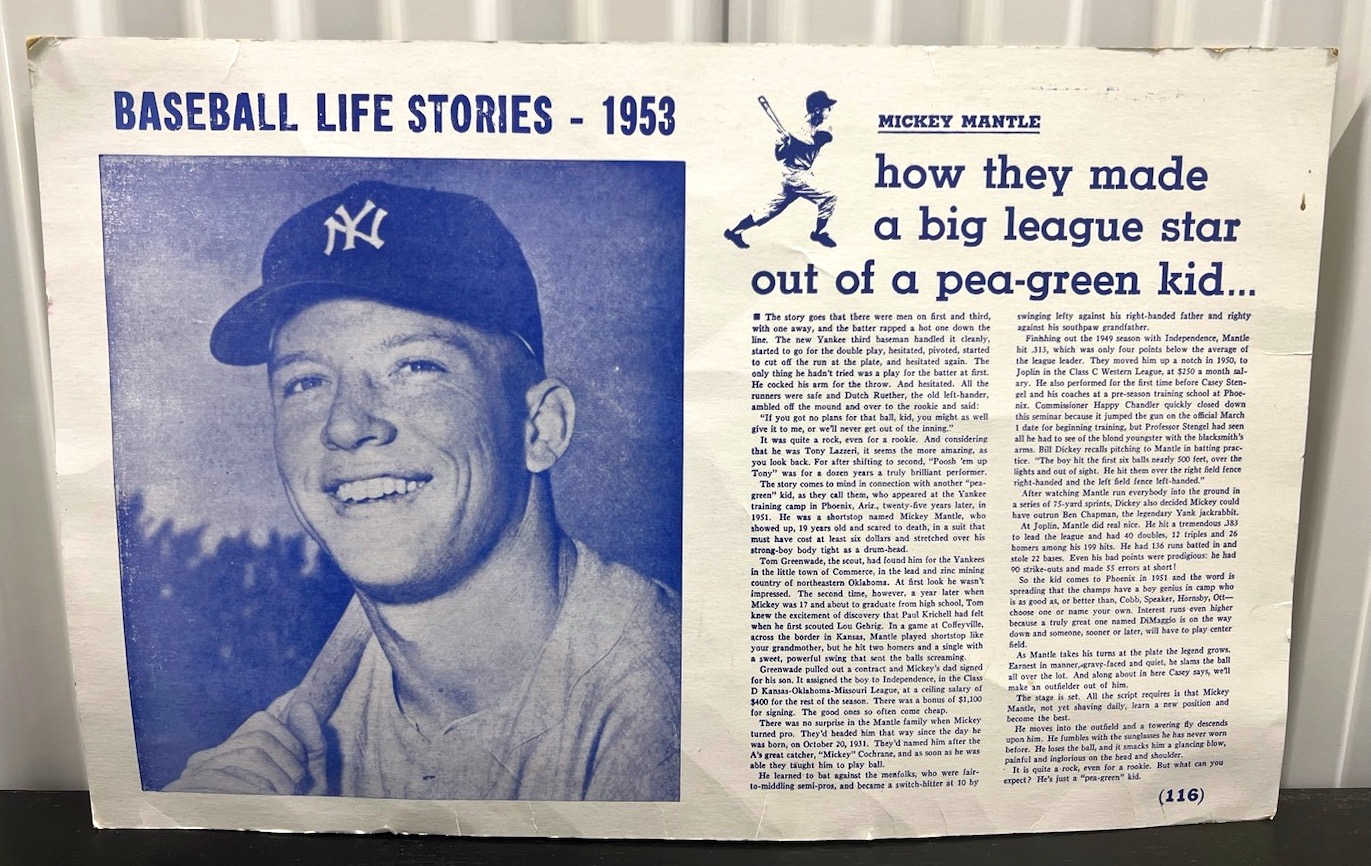 BASEBALL LIFE STORIES - 1953
NY
MICKEY MANTLE
how they made
a big league star
out of a pea-green kid...
■ The story goes that there were men on first and third,
with one away, and the batter rapped a hot one down the
line. The new Yankee third baseman handled it cleanly,
started to go for the double play, hesitated, pivoted, started
to cut off the run at the plate, and hesitated again. The
only thing he hadn't tried was a play for the batter at first.
He cocked his arm for the throw. And hesitated. All the
runners were safe and Dutch Ruether, the old left-hander,
ambled off the mound and over to the rookie and said:
"If you got no plans for that ball, kid, you might as well
give it to me, or we'll never get out of the inning."
It was quite a rock, even for a rookie. And considering
that he was Tony Lazzeri, it seems the more amazing, as
you look back. For after shifting to second, "Poosh 'em up
Tony" was for a dozen years a truly brilliant performer.
The story comes to mind in connection with another "pea-
green" kid, as they call them, who appeared at the Yankee
training camp in Phoenix, Ariz., twenty-five years later, in
1951. He was a shortstop named Mickey Mantle, who
showed up, 19 years old and scared to death, in a suit that
must have cost at least six dollars and stretched over his
strong-boy body tight as a drum-head.
Tom Greenwade, the scout, had found him for the Yankees
in the little town of Commerce, in the lead and zinc mining
country of northeastern Oklahoma. At first look he wasn't
impressed. The second time, however, a year later when
Mickey was 17 and about to graduate from high school, Tom
knew the excitement of discovery that Paul Krichell had felt
when he first scouted Lou Gehrig. In a game at Coffeyville,
across the border in Kansas, Mantle played shortstop like
your grandmother, but he hit two homers and a single with
a sweet, powerful swing that sent the balls screaming.
Greenwade pulled out a contract and Mickey's dad signed
for his son. It assigned the boy to Independence, in the Class
D Kansas-Oklahoma-Missouri League, at a ceiling salary of
$400 for the rest of the season. There was a bonus of $1,100
for signing. The good ones so often come cheap.
There was no surprise in the Mantle family when Mickey
turned pro. They'd headed him that way since the day he
was born, on October 20, 1931. They'd named him after the
A's great catcher, "Mickey" Cochrane, and as soon as he was
able they taught him to play ball.
He learned to bat against the menfolks, who were fair-
to-middling semi-pros, and became a switch-hitter at 10 by
swinging lefty against his right-handed father and righty
against his southpaw grandfather.
Finishing out the 1949 season with Independence, Mantle
hit .313, which was only four points below the average of
the league leader. They moved him up a notch in 1950, to
Joplin in the Class C Western League, at $250 a month sal-
ary. He also performed for the first time before Casey Sten-
gel and his coaches at a pre-season training school at Phoe-
nix. Commissioner Happy Chandler quickly closed down
this seminar because it jumped the gun on the official March
1 date for beginning training, but Professor Stengel had seen
all he had to see of the blond youngster with the blacksmith's
arms. Bill Dickey recalls pitching to Mantle in batting prac-
tice. "The boy hit the first six balls nearly 500 feet, over the
lights and out of sight. He hit them over the right field fence
right-handed and the left field fence left-handed."
After watching Mantle run everybody into the ground in
a series of 75-yard sprints, Dickey also decided Mickey could
have outrun Ben Chapman, the legendary Yank jackrabbit.
At Joplin, Mantle did real nice. He hit a tremendous .383
to lead the league and had 40 doubles, 12 triples and 26
homers among his 199 hits. He had 136 runs batted in and
stole 22 bases. Even his bad points were prodigious: he had
90 strike-outs and made 55 errors at short!
So the kid comes to Phoenix in 1951 and the word is
spreading that the champs have a boy genius in camp who
is as good as, or better than, Cobb, Speaker, Hornsby, Ott—
choose one or name your own. Interest runs even higher
because a truly great one named DiMaggio is on the way
down and someone, sooner or later, will have to play center
field.
As Mantle takes his turns at the plate the legend grows.
Earnest in manner, grave-faced and quiet, he slams the ball
all over the lot. And along about in here Casey says, we'll
make an outfielder out of him.
The stage is set. All the script requires is that Mickey
Mantle, not yet shaving daily, learn a new position and
become the best.
He moves into the outfield and a towering fly descends
upon him. He fumbles with the sunglasses he has never worn
before. He loses the ball, and it smacks him a glancing blow,
painful and inglorious on the head and shoulder.
It is quite a rock, even for a rookie. But what can you
expect? He's just a "pea-green" kid.
(116)